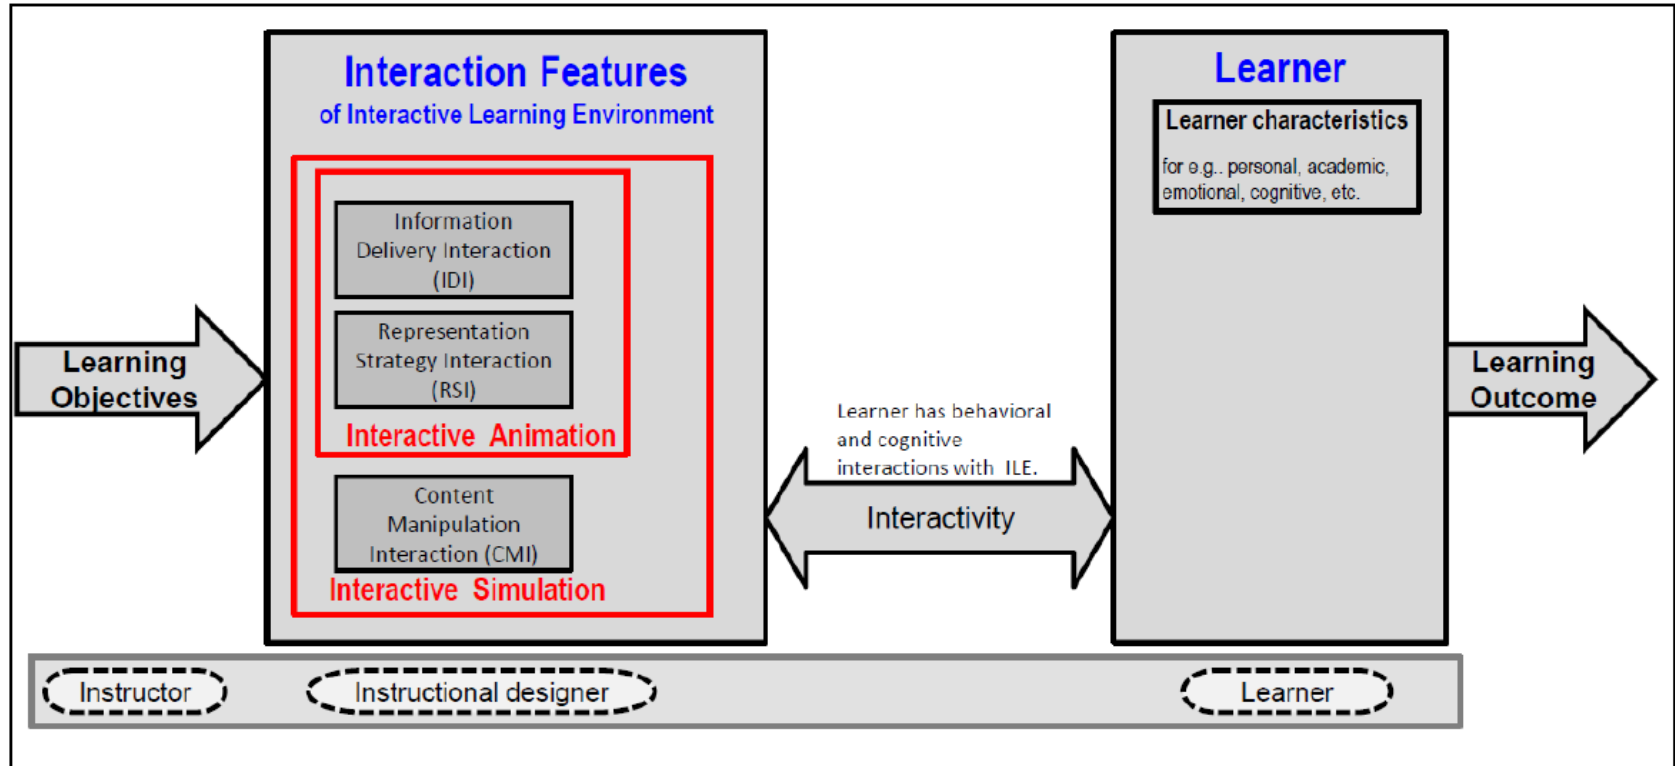 Interaction Features
of Interactive Learning Environment
Information
Delivery Interaction
(IDI)
Representation
Strategy Interaction
(RSI)
Interactive Animation
Content
Manipulation
Interaction (CMI)
Interactive Simulation
Learning
Objectives
Learner has behavioral
and cognitive
interactions with ILE.
Interactivity
Learner
Learner characteristics
for e.g.. personal, academic,
emotional, cognitive, etc.
Learning
Outcome
Instructor
Instructional designer
Learner